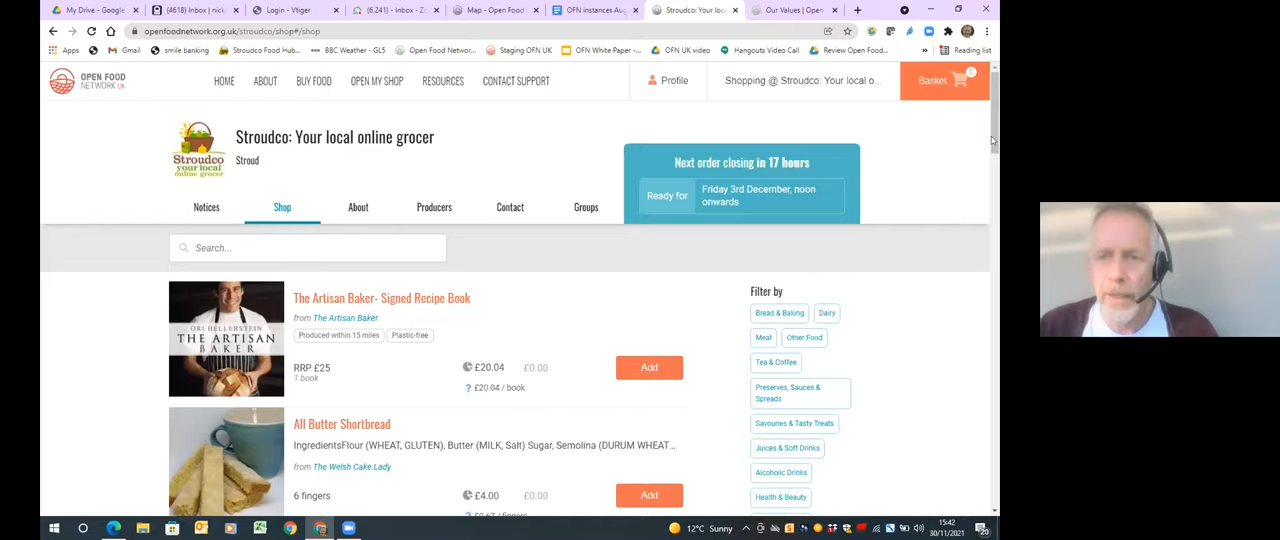 My Drive - Google
(4618) Inbox | nick
Login - Vtiger
(6,241) - Inbox - Zo
Map - Open Food
OFN instances Aug
Stroudco: Your loc
Our Values | Open
openfoodnetwork.org.uk/stroudco/shop#/shop
Apps
M
Gmail
smile banking
Stroudco Food Hub...
BBC Weather - GL5
Open Food Networ...
Staging OFN UK
OFN White Paper -...
OFN UK video
Hangouts Video Call
Review Open Food...
»
Reading list
OPEN FOOD
NETWORK UK
HOME
ABOUT
BUY FOOD
OPEN MY SHOP
RESOURCES
CONTACT SUPPORT
Profile
Shopping @ Stroudco: Your local o...
Basket
0
Stroudco
your local
online grocer
Stroudco: Your local online grocer
Stroud
Next order closing in 17 hours
Ready for
Friday 3rd December, noon
onwards
Notices
Shop
About
Producers
Contact
Groups
Search...
ORI HELLERSTEIN
THE ARTISAN
BAKER
The Artisan Baker- Signed Recipe Book
from The Artisan Baker
Produced within 15 miles
Plastic-free
RRP £25
1 book
£20.04
£0.00
Add
? £20.04 / book
All Butter Shortbread
IngredientsFlour (WHEAT, GLUTEN), Butter (MILK, Salt) Sugar, Semolina (DURUM WHEAT...
from The Welsh Cake Lady
6 fingers
£4.00
£0.00
Add
? £0.67 / fingers
Filter by
Bread & Baking
Dairy
Meat
Other Food
Tea & Coffee
Preserves, Sauces &
Spreads
Savouries & Tasty Treats
Juices & Soft Drinks
Alcoholic Drinks
Health & Beauty
12°C Sunny
15:42
30/11/2021
20